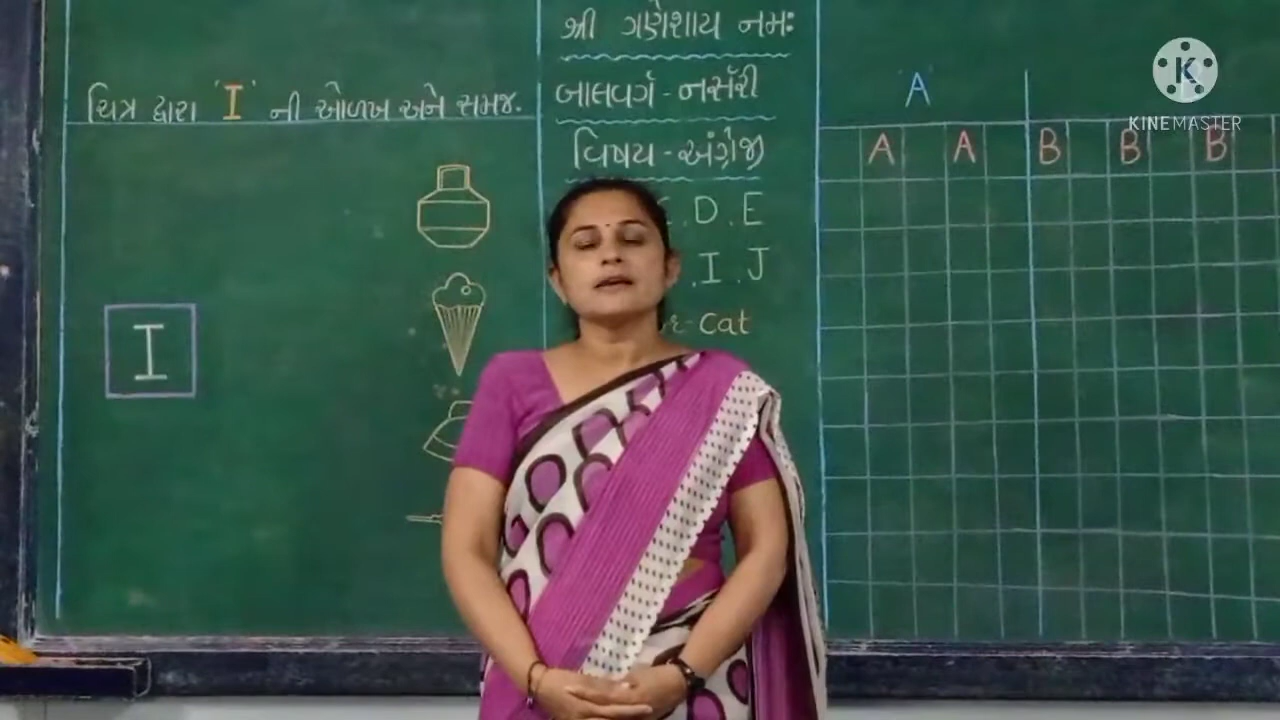 શ્રી ગણેશાય નમઃ
બાલવર્ગ - નર્સરી
વિષય - અંગ્રેજી
D . E
. I . J
- Cat
ચિત્ર દ્વારા 'I' ની ઓળખ અને સમજ.
I
'A'
A A B B B
K
KINEMASTER